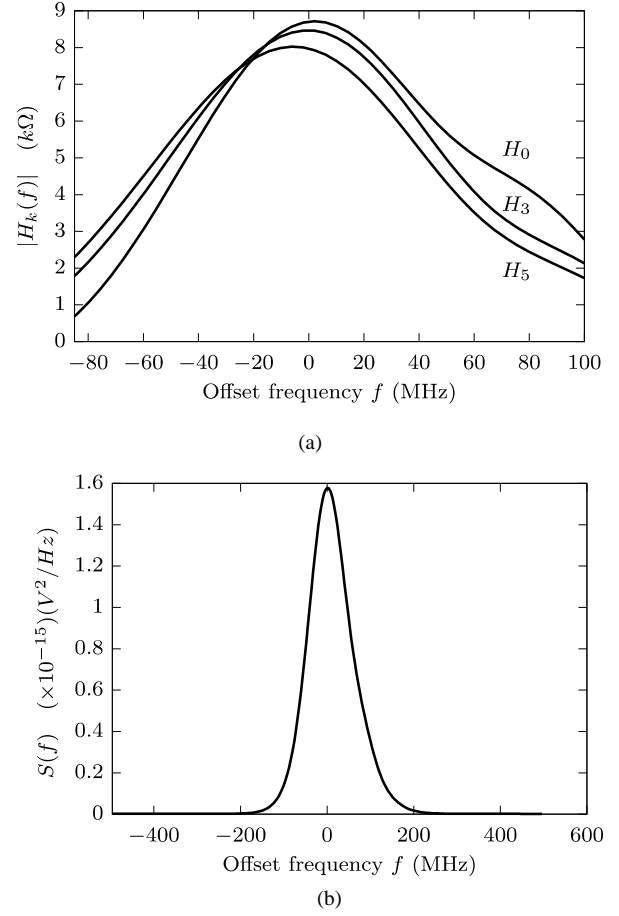 9
8
7
6
5
4
3
2
1
0
|H_k(f)| (kΩ)
H_0
H_3
H_5
−80 −60 −40 −20 0 20 40 60 80 100
Offset frequency f (MHz)
(a)
1.6
1.4
1.2
1
0.8
0.6
0.4
0.2
0
S(f) (×10^{−15})(V^2/Hz)
−400 −200 0 200 400 600
Offset frequency f (MHz)
(b)